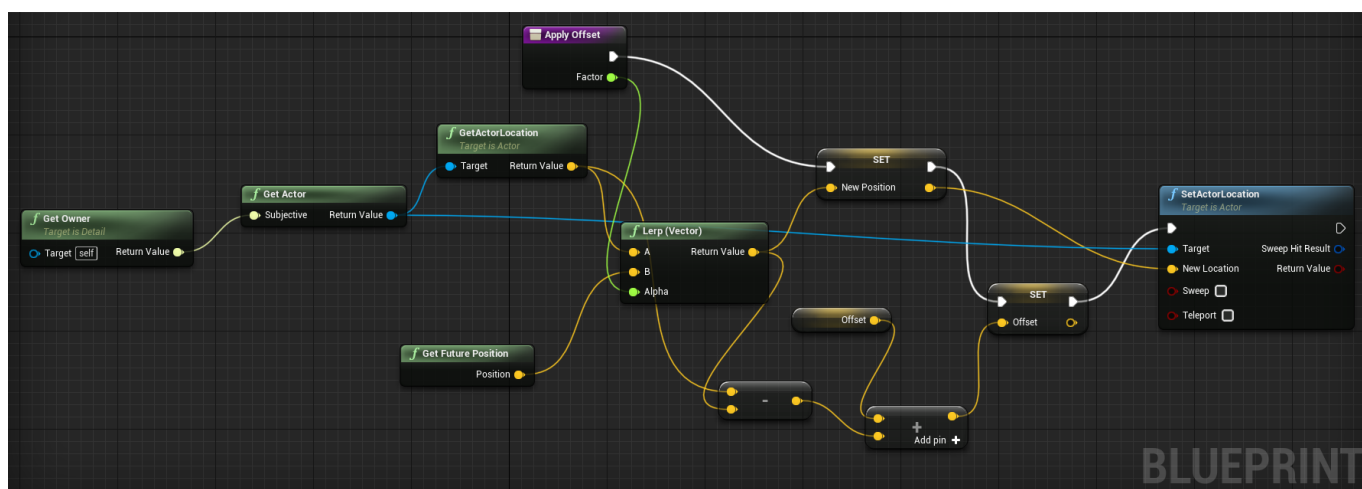 Apply Offset
Factor
GetActorLocation
Target is Actor
Target Return Value
SET
New Position
Get Actor
Subjective Return Value
SetActorLocation
Target is Actor
Target Sweep Hit Result
New Location Return Value
Sweep
Teleport
Get Owner
Target is Detail
Target self Return Value
Lerp (Vector)
A Return Value
B
Alpha
SET
Offset
Offset
Get Future Position
Position
-
+
Add pin +
BLUEPRINT